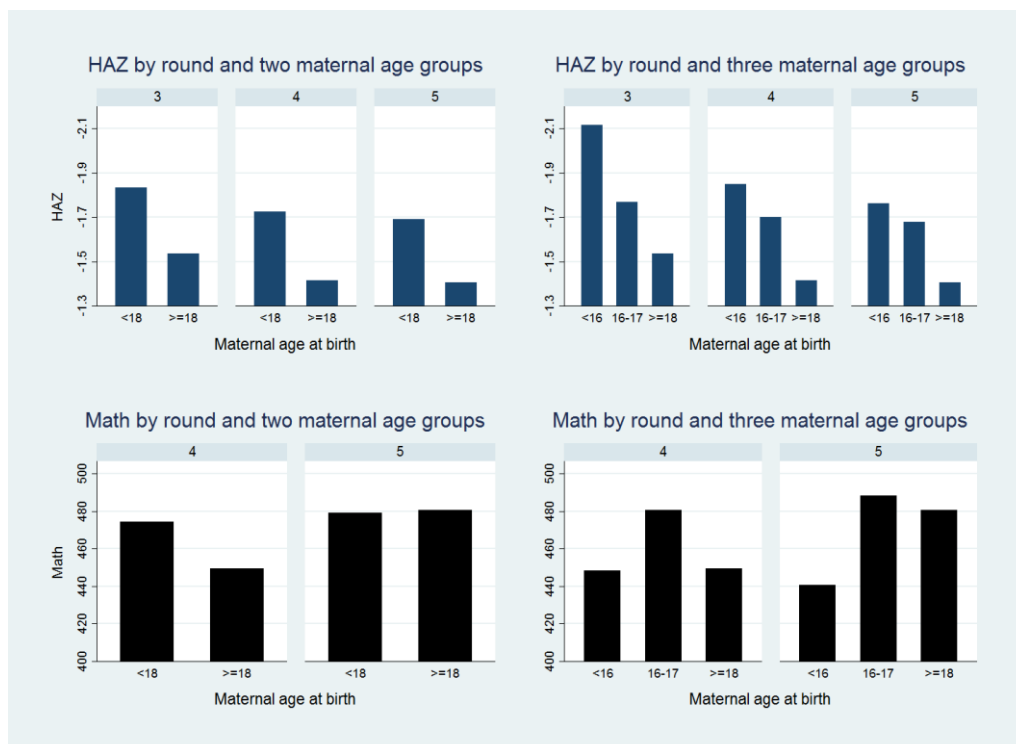 HAZ by round and two maternal age groups
3 4 5
HAZ
-2.1
-1.9
-1.7
-1.5
-1.3
<18 >=18 <18 >=18 <18 >=18
Maternal age at birth
HAZ by round and three maternal age groups
3 4 5
-2.1
-1.9
-1.7
-1.5
-1.3
<16 16-17 >=18 <16 16-17 >=18 <16 16-17 >=18
Maternal age at birth
Math by round and two maternal age groups
4 5
Math
500
480
460
440
420
400
<18 >=18 <18 >=18
Maternal age at birth
Math by round and three maternal age groups
4 5
500
480
460
440
420
400
<16 16-17 >=18 <16 16-17 >=18
Maternal age at birth